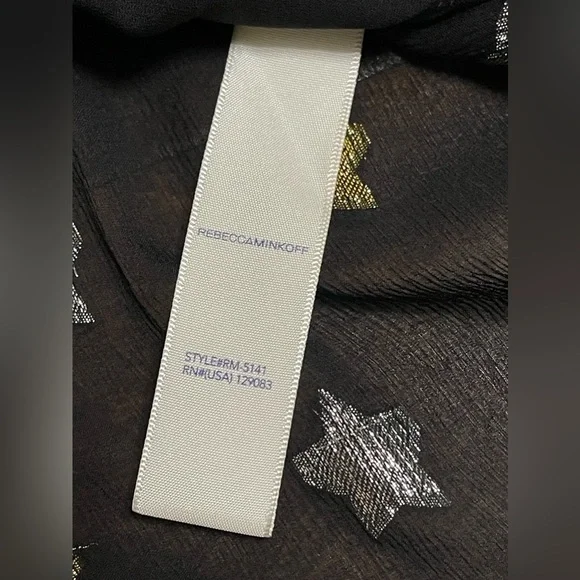 REBECCAMINKOFF
STYLE#RM-5141
RN#(USA) 129083